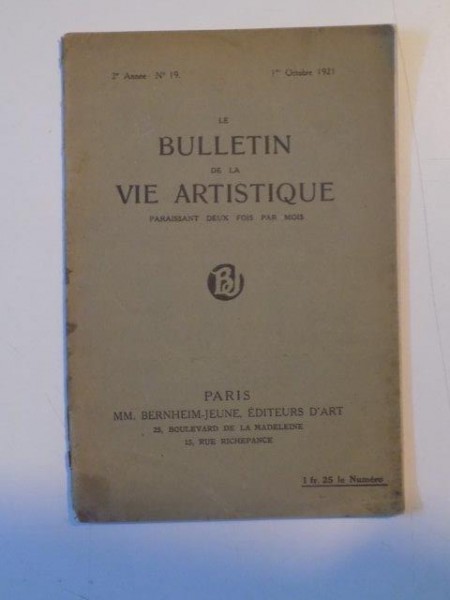 2e Année - No 19. 1er Octobre 1921
LE
BULLETIN
DE LA
VIE ARTISTIQUE
PARAISSANT DEUX FOIS PAR MOIS
BJ
PARIS
MM. BERNHEIM-JEUNE, ÉDITEURS D'ART
25, BOULEVARD DE LA MADELEINE
15, RUE RICHEPANCE
1 fr. 25 le Numéro